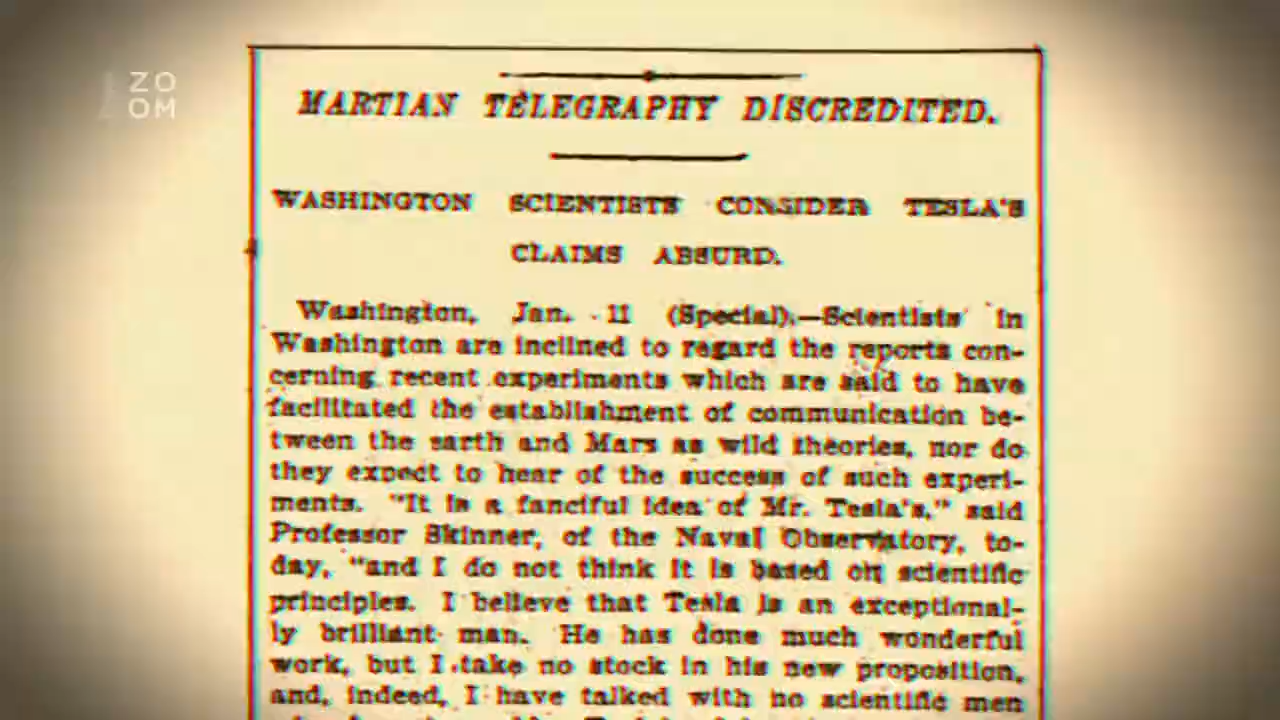 ZO
OM
MARTIAN TELEGRAPHY DISCREDITED.
WASHINGTON SCIENTISTS CONSIDER TESLA'S
CLAIMS ABSURD.
Washington, Jan. 11 (Special).—Scientists in
Washington are inclined to regard the reports con-
cerning recent experiments which are said to have
facilitated the establishment of communication be-
tween the earth and Mars as wild theories, nor do
they expect to hear of the success of such experi-
ments. "It is a fanciful idea of Mr. Tesla's," said
Professor Skinner, of the Naval Observatory, to-
day, "and I do not think it is based on scientific
principles. I believe that Tesla is an exceptional-
ly brilliant man. He has done much wonderful
work, but I take no stock in his new proposition,
and, indeed, I have talked with no scientific men